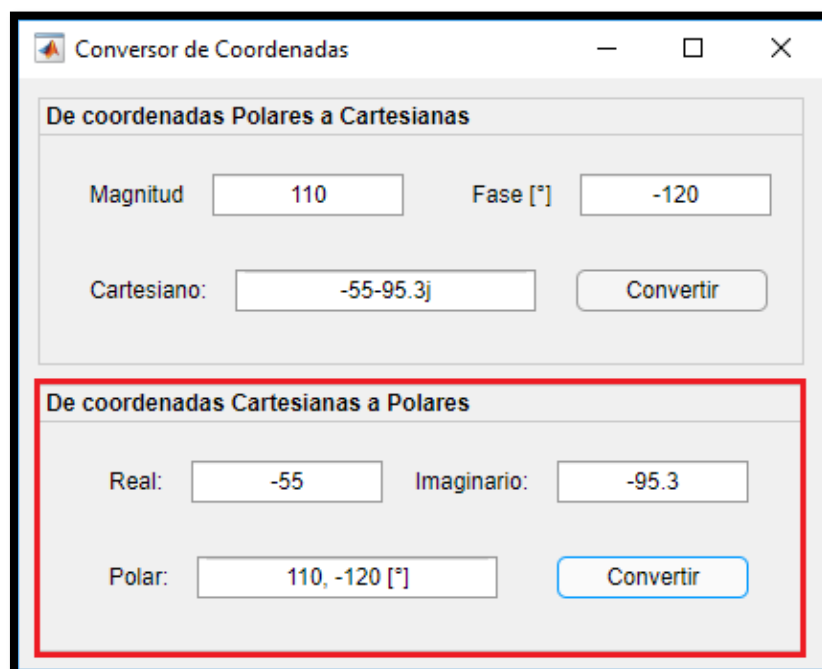 Conversor de Coordenadas
De coordenadas Polares a Cartesianas
Magnitud 110 Fase [°] -120
Cartesiano: -55-95.3j Convertir
De coordenadas Cartesianas a Polares
Real: -55 Imaginario: -95.3
Polar: 110, -120 [°] Convertir